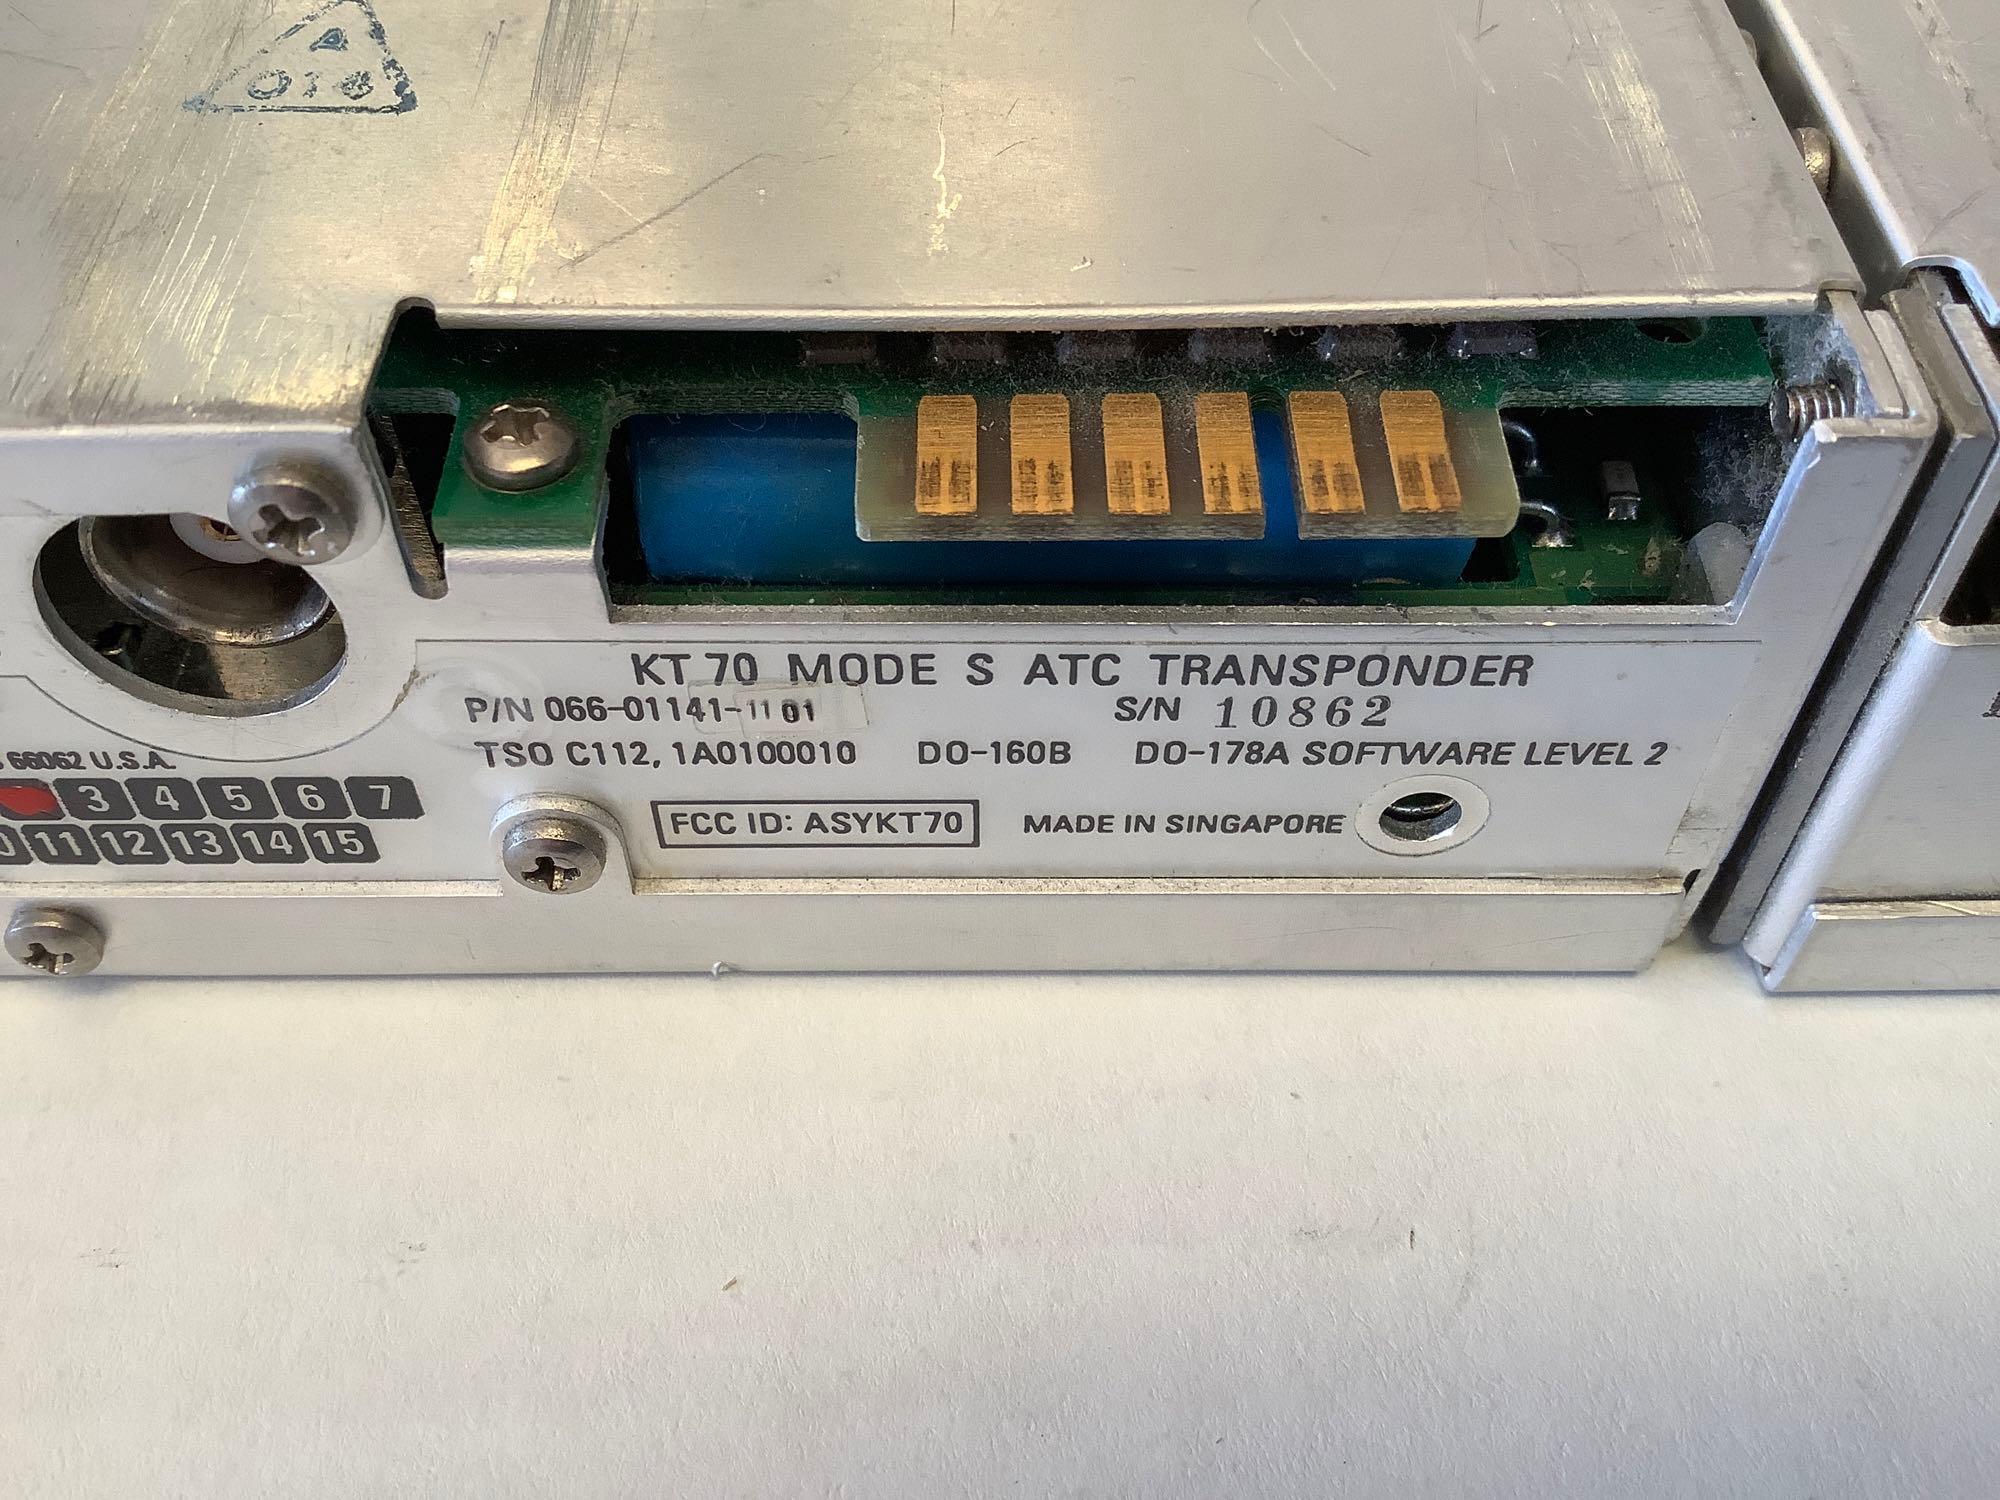 A
018
KT 70 MODE S ATC TRANSPONDER
P/N 066-01141-1101 S/N 10862
TSO C112, 1A0100010 DO-160B DO-178A SOFTWARE LEVEL 2
66062 U.S.A.
3 4 5 6 7
11 12 13 14 15
FCC ID: ASYKT70 MADE IN SINGAPORE